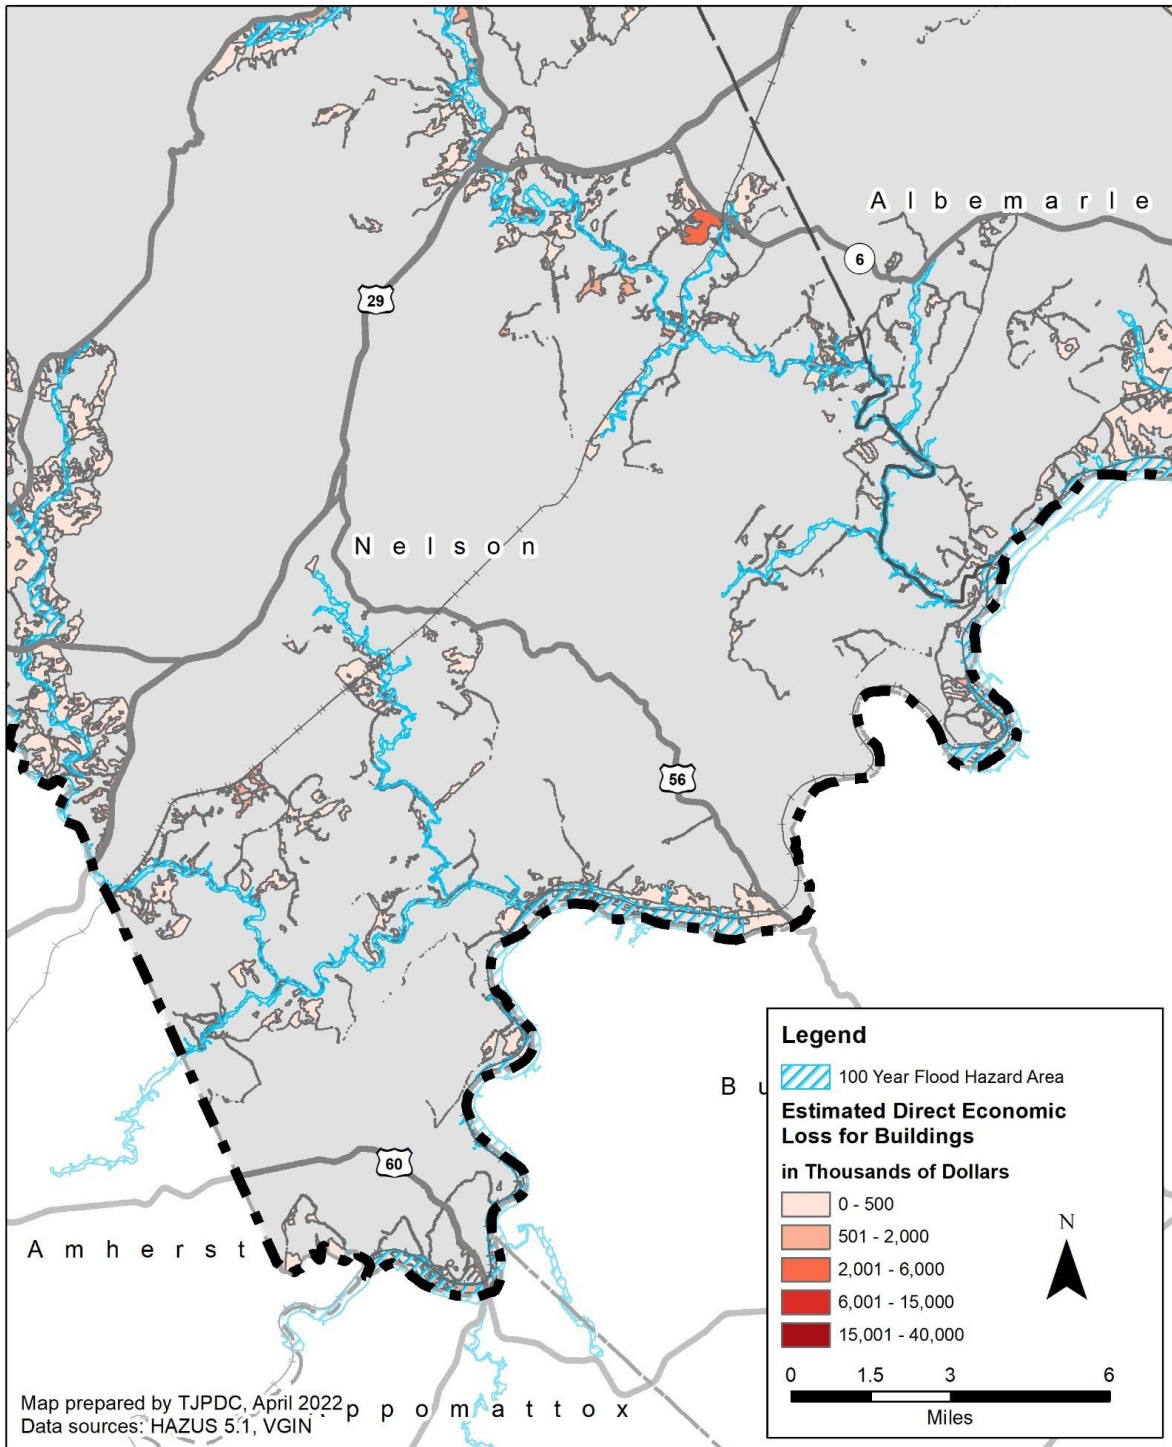 Albemarle
6
29
Nelson
56
Legend
100 Year Flood Hazard Area
Bu
Estimated Direct Economic
Loss for Buildings
in Thousands of Dollars
0 - 500
501 - 2,000
2,001 - 6,000
6,001 - 15,000
15,001 - 40,000
N
60
Amherst
0 1.5 3 6
Miles
Map prepared by TJPDC, April 2022
Data sources: HAZUS 5.1, VGIN
ppomattox